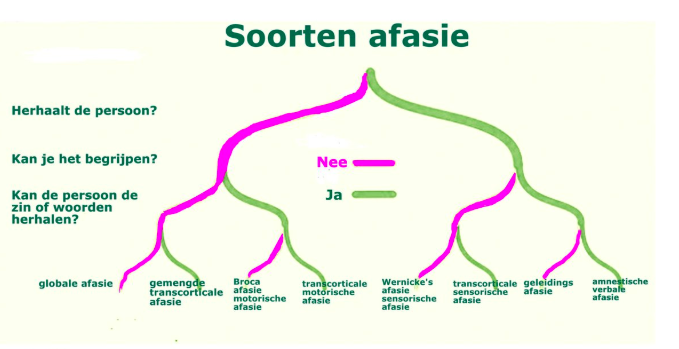 Soorten afasie
Herhaalt de persoon?
Kan je het begrijpen?
Nee
Kan de persoon de
zin of woorden
herhalen?
Ja
globale afasie
gemengde
transcorticale
afasie
Broca
afasie
motorische
afasie
transcorticale
motorische
afasie
Wernicke's
afasie
sensorische
afasie
transcorticale
sensorische
afasie
geleidings
afasie
amnestische
verbale
afasie